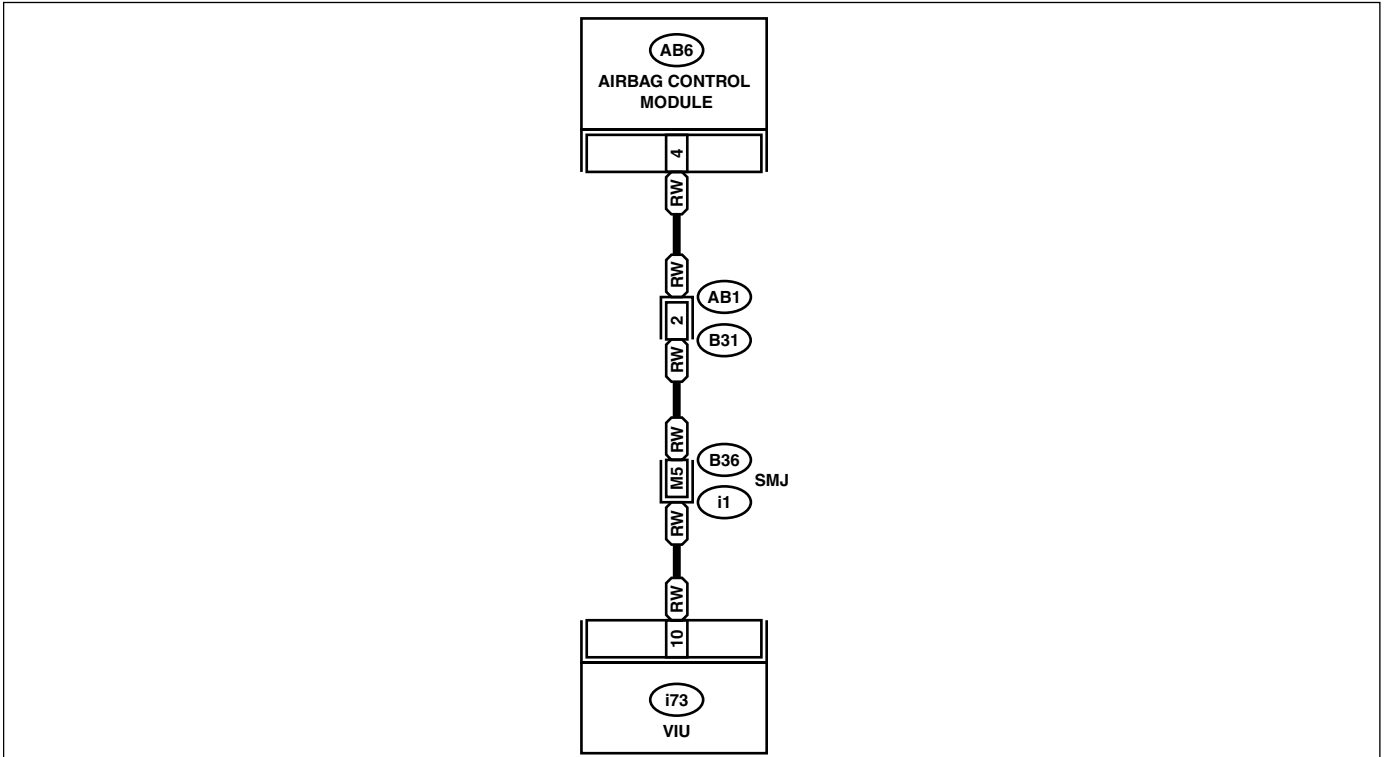 AB6
AIRBAG CONTROL
MODULE
4
RW
RW
AB1
2
B31
RW
RW
B36
M5
SMJ
i1
RW
RW
10
i73
VIU